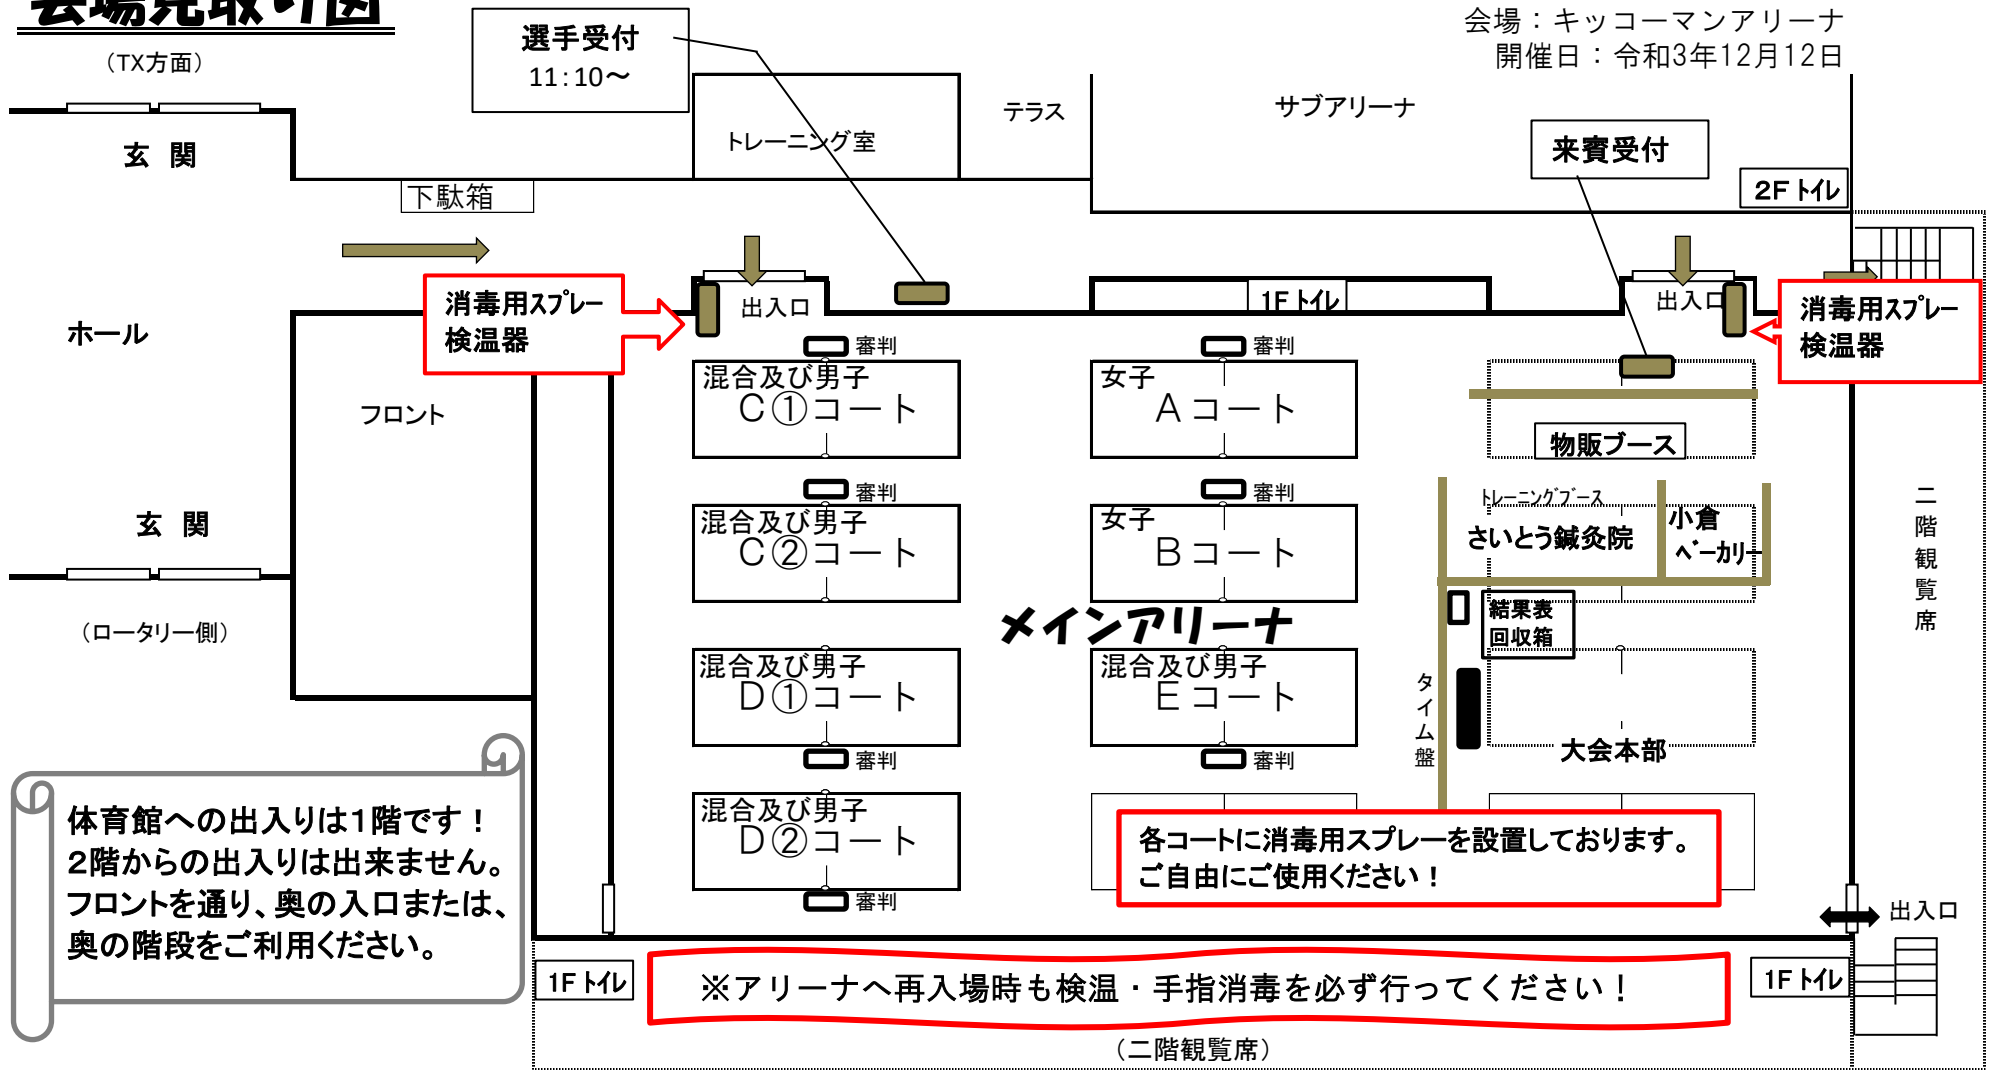 会場見取り図
会場：キッコーマンアリーナ
開催日：令和3年12月12日
（TX方面）
選手受付
11：10～
テラス
サブアリーナ
トレーニング室
玄 関
来賓受付
2F トイレ
下駄箱
消毒用スプレー
検温器
出入口
1F トイレ
出入口
消毒用スプレー
検温器
ホール
フロント
審判
審判
混合及び男子
C①コート
女子
Aコート
物販ブース
審判
審判
混合及び男子
C②コート
女子
Bコート
トレーニングブース
さいとう鍼灸院
小倉
ベーカリー
二階観覧席
玄 関
（ロータリー側）
メインアリーナ
結果表
回収箱
混合及び男子
D①コート
混合及び男子
Eコート
タイム盤
大会本部
審判
審判
混合及び男子
D②コート
審判
各コートに消毒用スプレーを設置しております。
ご自由にご使用ください！
体育館への出入りは1階です！
2階からの出入りは出来ません。
フロントを通り、奥の入口または、
奥の階段をご利用ください。
出入口
1F トイレ
※アリーナへ再入場時も検温・手指消毒を必ず行ってください！
1F トイレ
（二階観覧席）